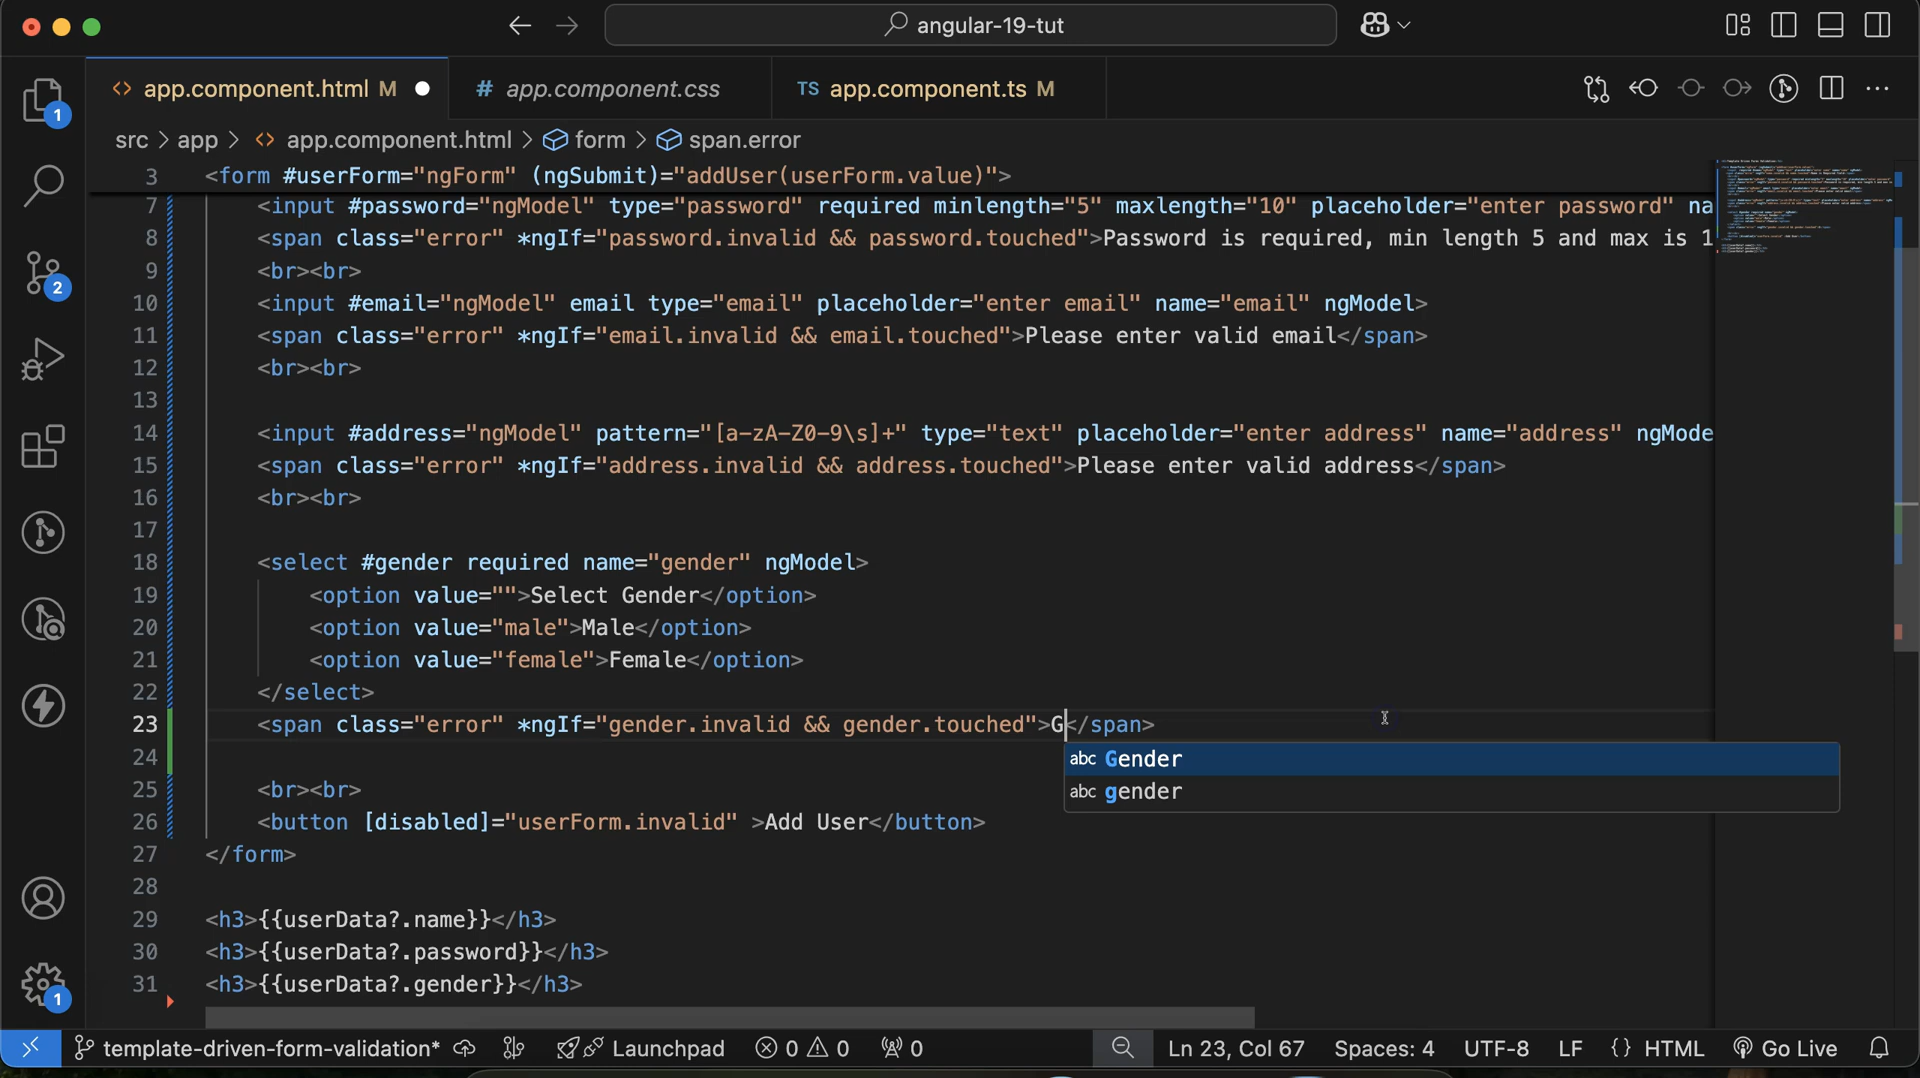 angular-19-tut
app.component.html M
# app.component.css
TS app.component.ts M
src > app > <> app.component.html > form > span.error
3 <form #userForm="ngForm" (ngSubmit)="addUser(userForm.value)">
7 <input #password="ngModel" type="password" required minlength="5" maxlength="10" placeholder="enter password" na
8 <span class="error" *ngIf="password.invalid && password.touched">Password is required, min length 5 and max is 1
9 <br><br>
10 <input #email="ngModel" email type="email" placeholder="enter email" name="email" ngModel>
11 <span class="error" *ngIf="email.invalid && email.touched">Please enter valid email</span>
12 <br><br>
13
14 <input #address="ngModel" pattern="[a-zA-Z0-9\s]+" type="text" placeholder="enter address" name="address" ngMode
15 <span class="error" *ngIf="address.invalid && address.touched">Please enter valid address</span>
16 <br><br>
17
18 <select #gender required name="gender" ngModel>
19 <option value="">Select Gender</option>
20 <option value="male">Male</option>
21 <option value="female">Female</option>
22 </select>
23 <span class="error" *ngIf="gender.invalid && gender.touched">G</span>
abc Gender
24
abc gender
25 <br><br>
26 <button [disabled]="userForm.invalid" >Add User</button>
27 </form>
28
29 <h3>{{userData?.name}}</h3>
30 <h3>{{userData?.password}}</h3>
31 <h3>{{userData?.gender}}</h3>
1
2
1
template-driven-form-validation* Launchpad 0 0 0 Ln 23, Col 67 Spaces: 4 UTF-8 LF {} HTML Go Live